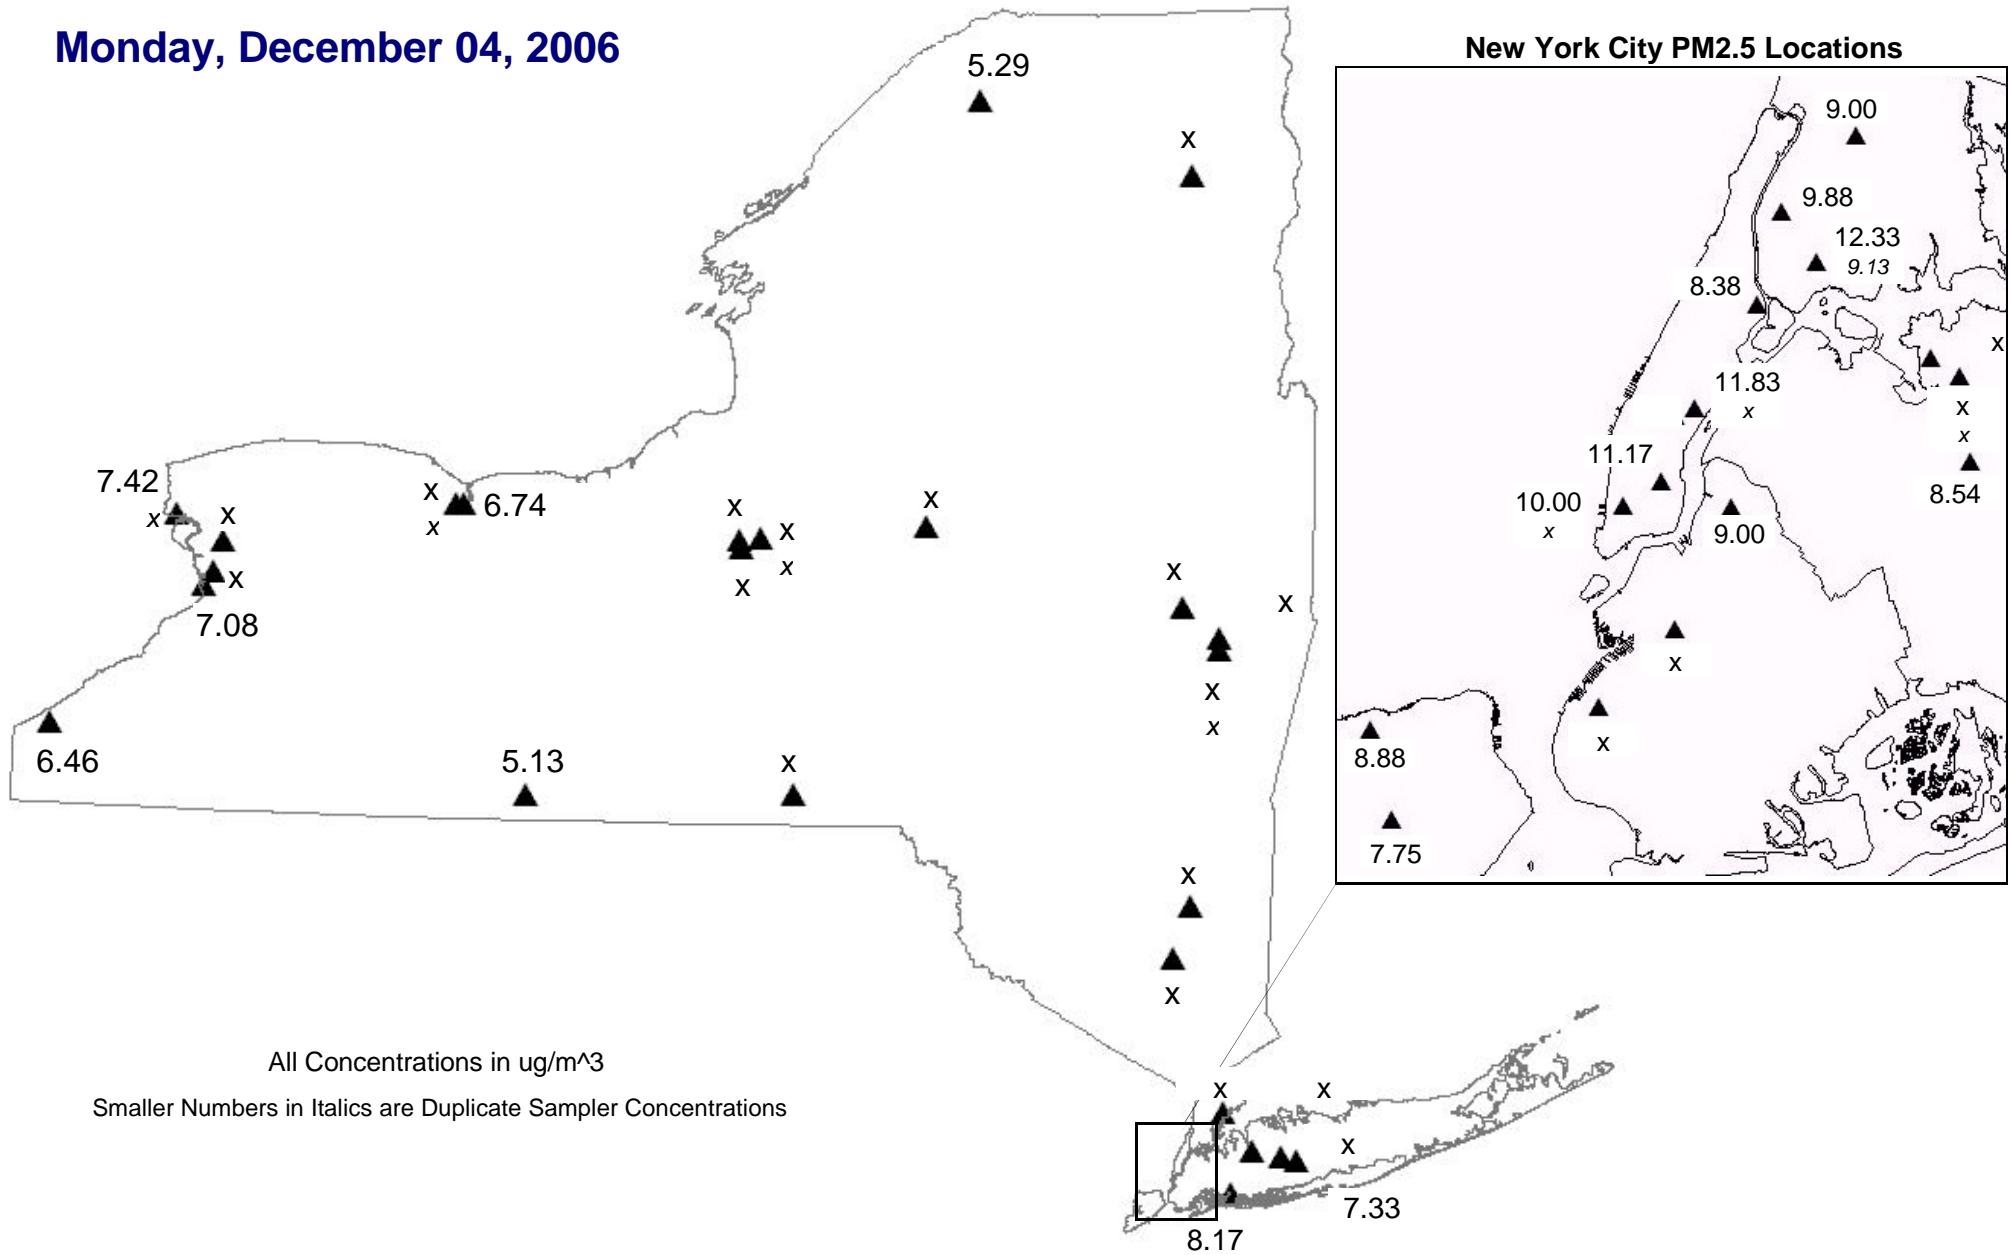 Monday, December 04, 2006
New York City PM2.5 Locations
5.29
x
7.42
x
x
x
7.08
x
x
6.74
x
x
x
x
x
x
x
x
x
6.46
5.13
x
x
x
All Concentrations in ug/m^3
Smaller Numbers in Italics are Duplicate Sampler Concentrations
x
x
x
7.33
8.17
9.00
9.88
12.33
9.13
8.38
x
11.83
x
x
x
11.17
8.54
10.00
x
9.00
x
x
8.88
7.75